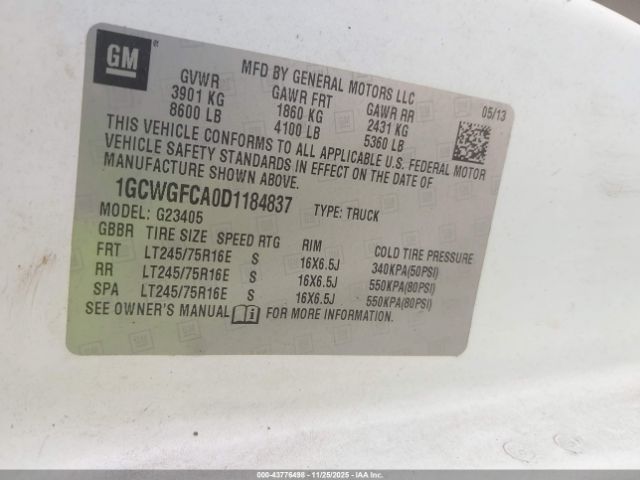 GM
MFD BY GENERAL MOTORS LLC
GVWR GAWR FRT GAWR RR 05/13
3901 KG 1860 KG 2431 KG
8600 LB 4100 LB 5360 LB
THIS VEHICLE CONFORMS TO ALL APPLICABLE U.S. FEDERAL MOTOR
VEHICLE SAFETY STANDARDS IN EFFECT ON THE DATE OF
MANUFACTURE SHOWN ABOVE.
1GCWGFCA0D1184837 TYPE: TRUCK
MODEL: G23405
GBBR TIRE SIZE SPEED RTG RIM COLD TIRE PRESSURE
FRT LT245/75R16E S 16X6.5J 340KPA(50PSI)
RR LT245/75R16E S 16X6.5J 550KPA(80PSI)
SPA LT245/75R16E S 16X6.5J 550KPA(80PSI)
SEE OWNER'S MANUAL FOR MORE INFORMATION.
000-43776498 - 11/25/2025 - IAA Inc.